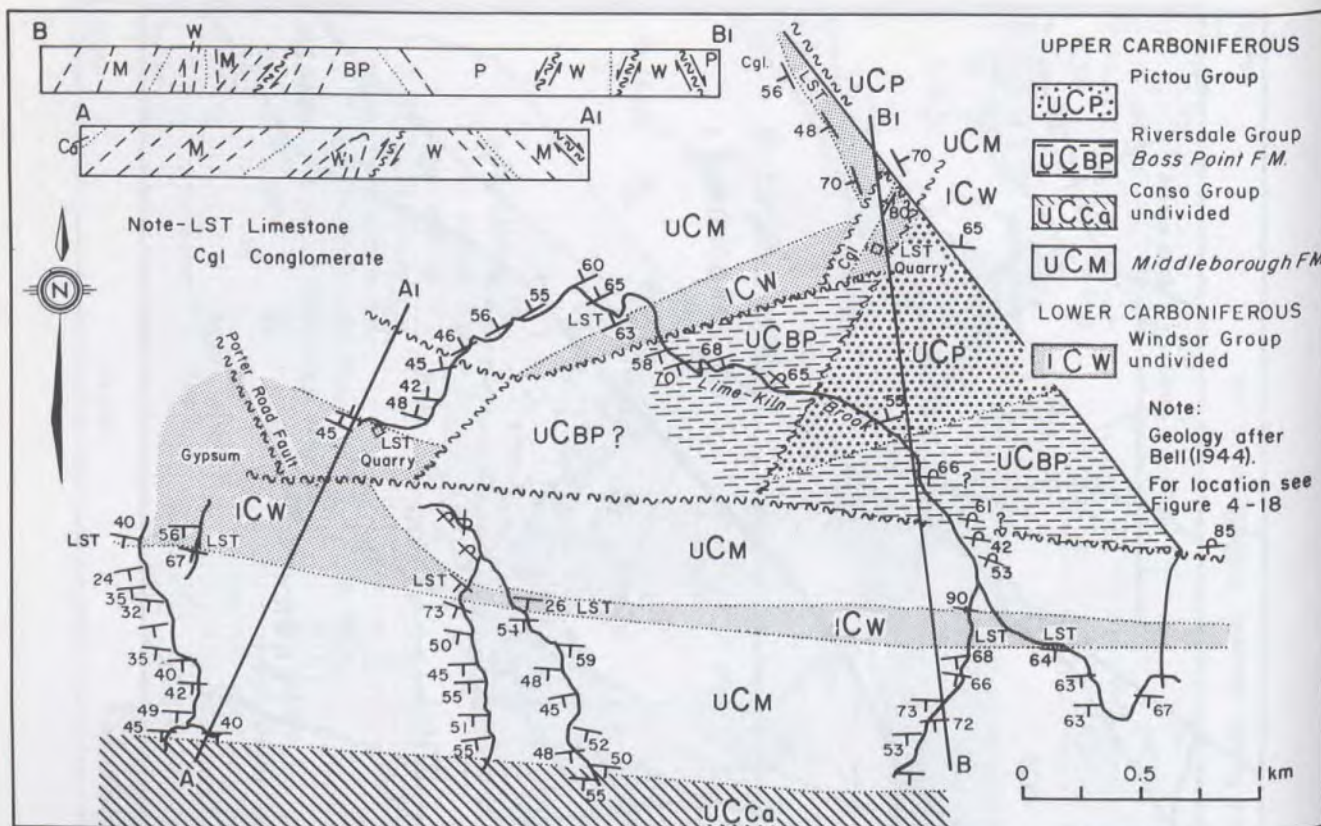 B
W
B1
M
M
BP
P
W
W
P
A
A1
Ca
M
W
W
M
Note-LST Limestone
Cgl Conglomerate
N
UPPER CARBONIFEROUS
Pictou Group
uCP
Riversdale Group
Boss Point FM.
uCBP
Canso Group
undivided
uCCa
uCM
Middleborough FM
LOWER CARBONIFEROUS
Windsor Group
undivided
lCW
Note:
Geology after
Bell (1944).
For location see
Figure 4-18
0 0.5 1 km
Cgl.
56
LST
48
70
uCP
B1
70
uCM
lCW
65
80
Cgl
LST
Quarry
uCM
lCW
60
65
55
56
LST
63
A1
46
45
42
48
45
LST
Quarry
Porter Road Fault
Gypsum
lCW
58
70
68
65
uCBP
Lime-Kiln Brook
uCP
55
uCBP ?
66
?
uCBP
61
?
42
53
85
uCM
40
LST
56
LST
67
24
35
32
35
40
42
49
45
40
A
LST
73
50
45
55
51
55
26 LST
54
59
48
45
52
48
50
55
lCW
90
LST
LST
64
68
66
63
63
67
73
72
53
B
uCM
uCCa